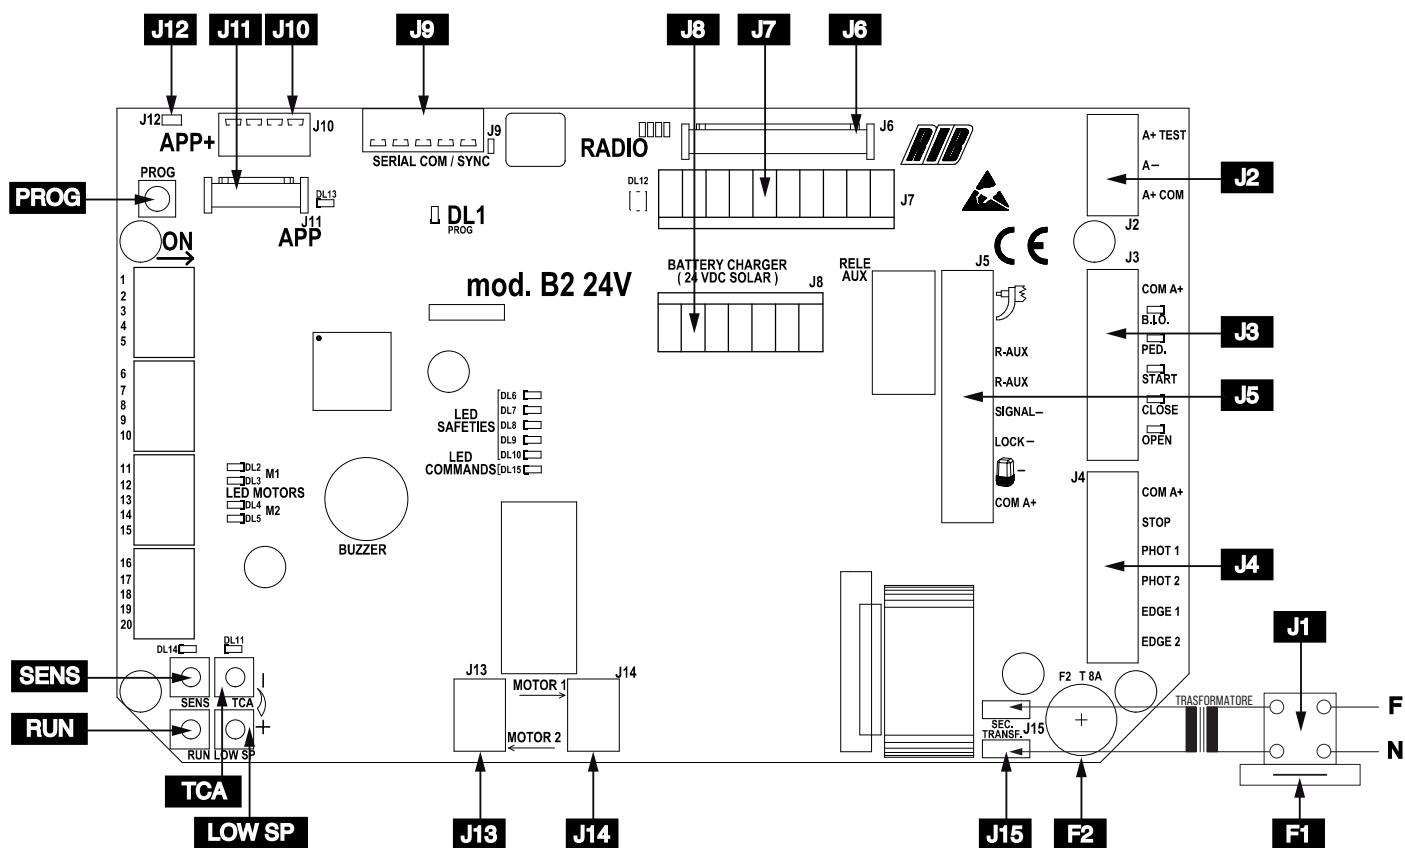 J12
J11
J10
J9
J8
J7
J6
J12
APP+
J10
SERIAL COM / SYNC
J9
RADIO
J6
RIB
A+ TEST
A–
A+ COM
J2
J2
PROG
PROG
DL13
J11
APP
DL1
PROG
DL12
J7
ON
CE
J3
mod. B2 24V
BATTERY CHARGER
( 24 VDC SOLAR )
J8
RELE
AUX
J5
COM A+
B.I.O.
PED.
START
CLOSE
OPEN
J3
J5
1
2
3
4
5
6
7
8
9
10
11
12
13
14
15
16
17
18
19
20
R-AUX
R-AUX
SIGNAL–
LOCK –
–
COM A+
LED
SAFETIES
DL6
DL7
DL8
DL9
DL10
LED
COMMANDS
DL15
DL2
M1
DL3
LED MOTORS
DL4
M2
DL5
BUZZER
J4
COM A+
STOP
PHOT 1
PHOT 2
EDGE 1
EDGE 2
J4
J1
DL14
DL11
SENS
SENS
TCA
–
+
RUN
RUN
LOW SP
J13
MOTOR 1
J14
MOTOR 2
F2 T 8A
SEC.
TRANSF.
J15
TRASFORMATORE
F
N
TCA
LOW SP
J13
J14
J15
F2
F1